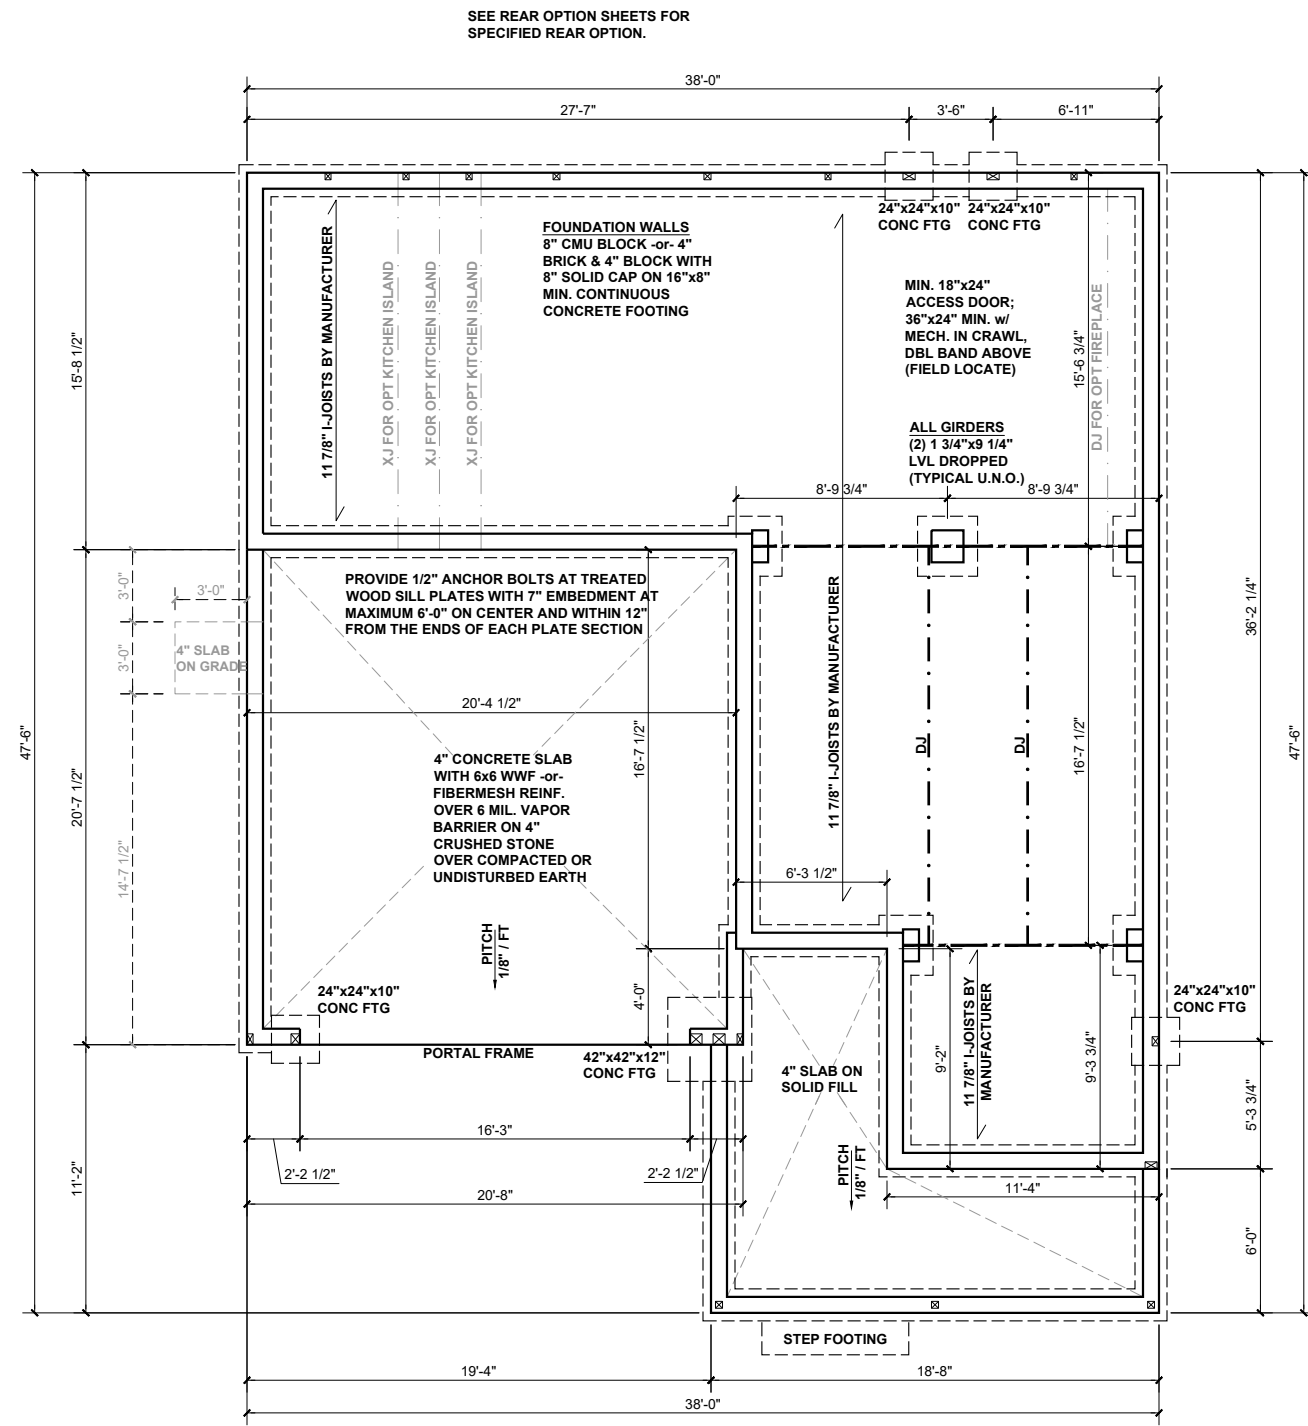 SEE REAR OPTION SHEETS FOR
SPECIFIED REAR OPTION.
38'-0"
27'-7"
3'-6"
6'-11"
24"x24"x10"
CONC FTG
24"x24"x10"
CONC FTG
FOUNDATION WALLS
8" CMU BLOCK -or- 4"
BRICK & 4" BLOCK WITH
8" SOLID CAP ON 16"x8"
MIN. CONTINUOUS
CONCRETE FOOTING
11 7/8" I-JOISTS BY MANUFACTURER
XJ FOR OPT KITCHEN ISLAND
XJ FOR OPT KITCHEN ISLAND
XJ FOR OPT KITCHEN ISLAND
MIN. 18"x24"
ACCESS DOOR;
36"x24" MIN. w/
MECH. IN CRAWL,
DBL BAND ABOVE
(FIELD LOCATE)
15'-6 3/4"
DJ FOR OPT FIREPLACE
15'-8 1/2"
ALL GIRDERS
(2) 1 3/4"x9 1/4"
LVL DROPPED
(TYPICAL U.N.O.)
8'-9 3/4"
8'-9 3/4"
3'-0"
3'-0"
3'-0"
4" SLAB
ON GRADE
PROVIDE 1/2" ANCHOR BOLTS AT TREATED
WOOD SILL PLATES WITH 7" EMBEDMENT AT
MAXIMUM 6'-0" ON CENTER AND WITHIN 12"
FROM THE ENDS OF EACH PLATE SECTION
20'-4 1/2"
16'-7 1/2"
11 7/8" I-JOISTS BY MANUFACTURER
DJ
DJ
16'-7 1/2"
36'-2 1/4"
47'-6"
47'-6"
20'-7 1/2"
14'-7 1/2"
4" CONCRETE SLAB
WITH 6x6 WWF -or-
FIBERMESH REINF.
OVER 6 MIL. VAPOR
BARRIER ON 4"
CRUSHED STONE
OVER COMPACTED OR
UNDISTURBED EARTH
6'-3 1/2"
PITCH
1/8" / FT
4'-0"
24"x24"x10"
CONC FTG
24"x24"x10"
CONC FTG
PORTAL FRAME
42"x42"x12"
CONC FTG
4" SLAB ON
SOLID FILL
9'-2"
11 7/8" I-JOISTS BY
MANUFACTURER
9'-3 3/4"
5'-3 3/4"
16'-3"
2'-2 1/2"
2'-2 1/2"
PITCH
1/8" / FT
11'-2"
20'-8"
11'-4"
6'-0"
STEP FOOTING
19'-4"
18'-8"
38'-0"